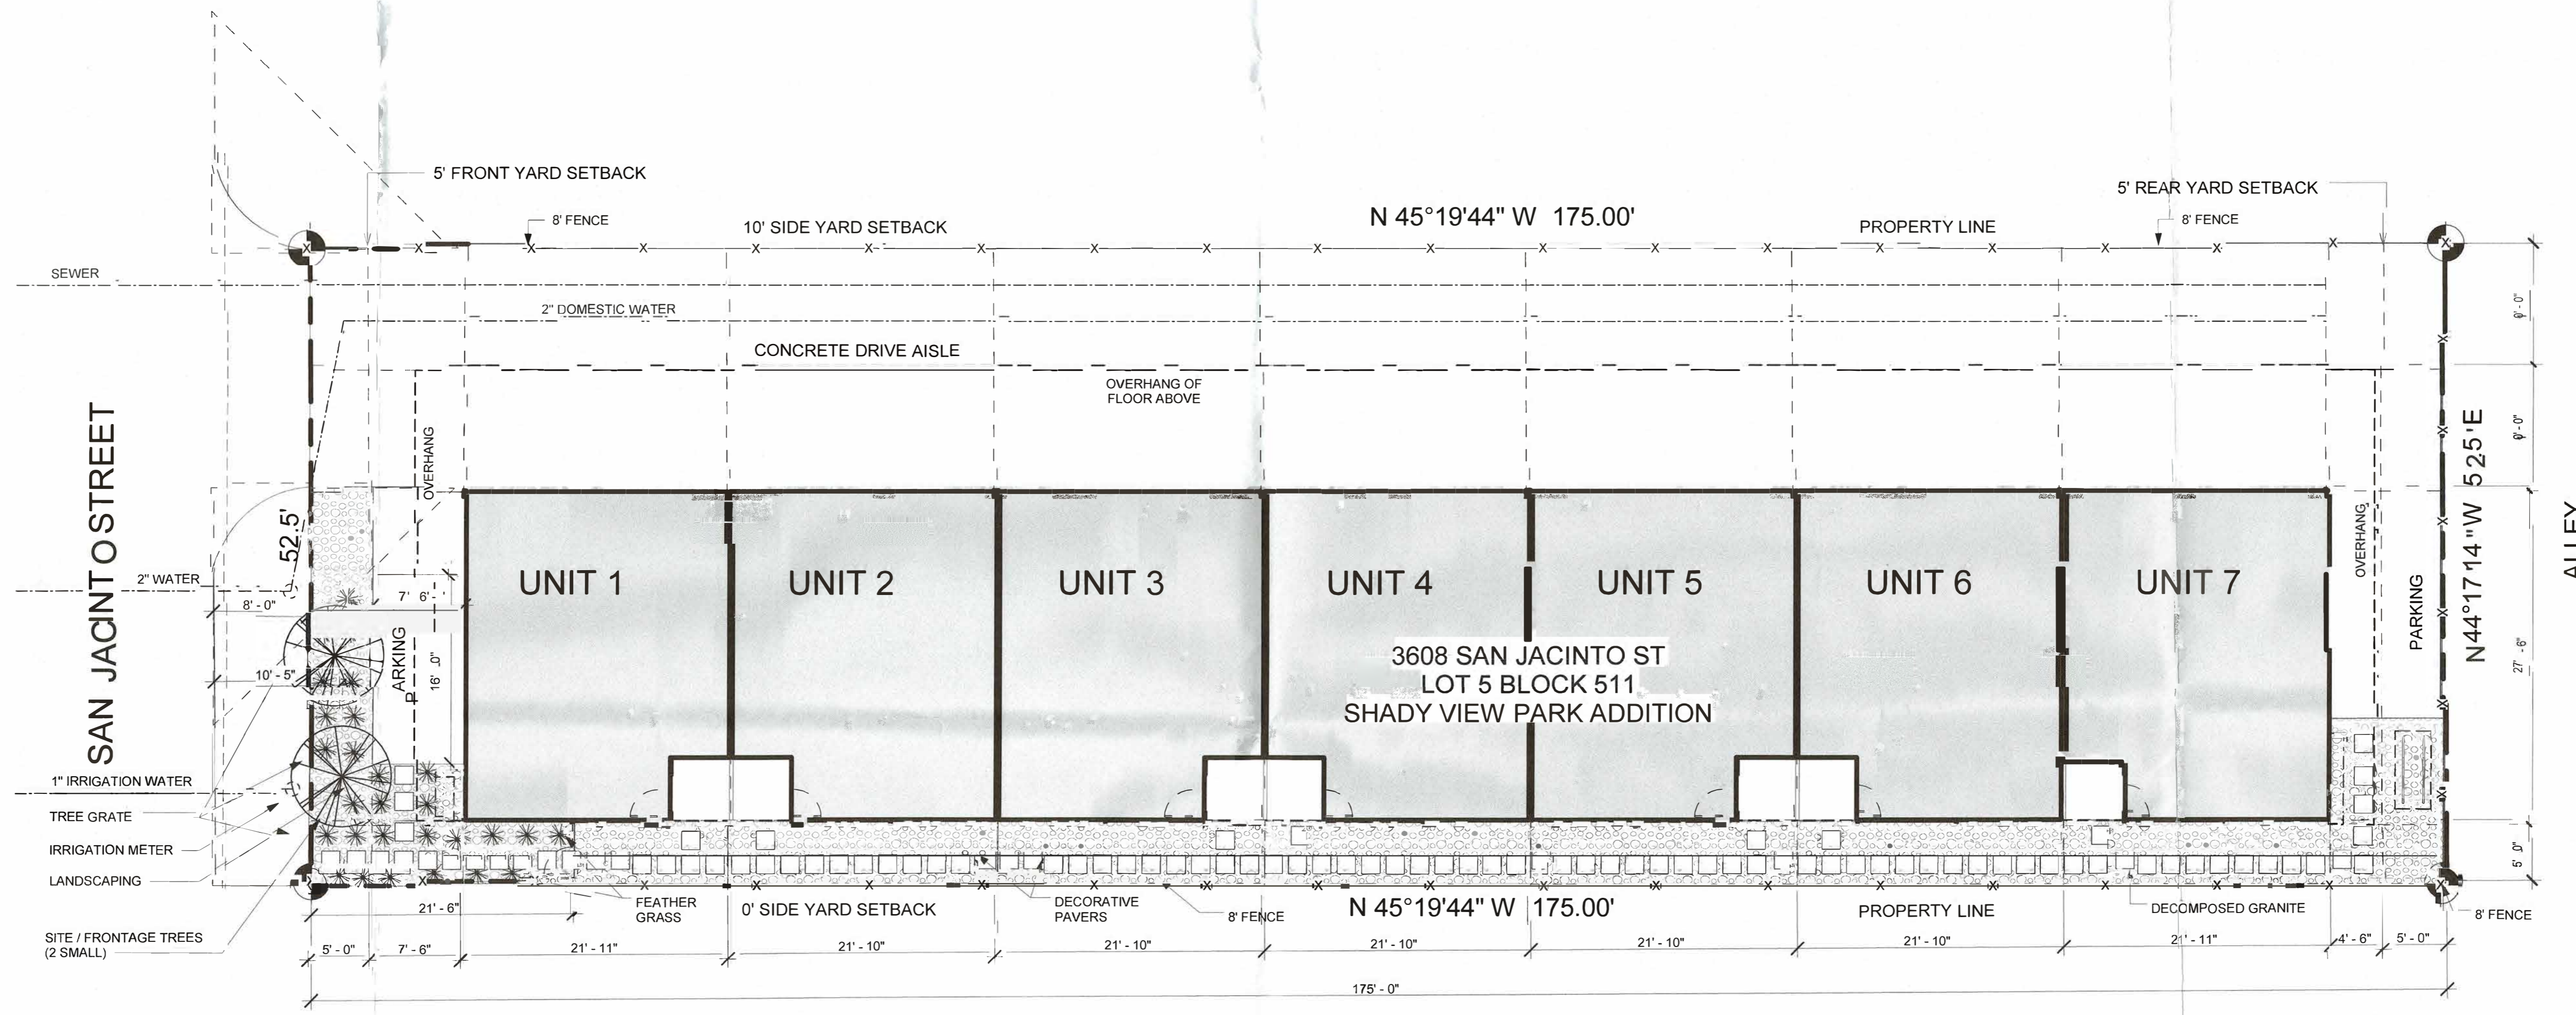 5' FRONT YARD SETBACK
5' REAR YARD SETBACK
8' FENCE
10' SIDE YARD SETBACK
N 45°19'44" W 175.00'
PROPERTY LINE
8' FENCE
SEWER
2" DOMESTIC WATER
CONCRETE DRIVE AISLE
OVERHANG OF
FLOOR ABOVE
SAN JACINTO STREET
OVERHANG
52.5'
2" WATER
8' - 0"
7' 6"
10' - 5"
PARKING
16' .0"
UNIT 1
UNIT 2
UNIT 3
UNIT 4
UNIT 5
UNIT 6
UNIT 7
3608 SAN JACINTO ST
LOT 5 BLOCK 511
SHADY VIEW PARK ADDITION
OVERHANG
PARKING
N44°17'14"W 52.5'E
27' - 6"
5' .0"
1" IRRIGATION WATER
TREE GRATE
IRRIGATION METER
LANDSCAPING
SITE / FRONTAGE TREES
(2 SMALL)
21' - 6"
FEATHER
GRASS
0' SIDE YARD SETBACK
DECORATIVE
PAVERS
8' FENCE
N 45°19'44" W 175.00'
PROPERTY LINE
DECOMPOSED GRANITE
8' FENCE
5' - 0"
7' - 6"
21' - 11"
21' - 10"
21' - 10"
21' - 10"
21' - 10"
21' - 10"
21' - 11"
4' - 6"
5' - 0"
175' - 0"